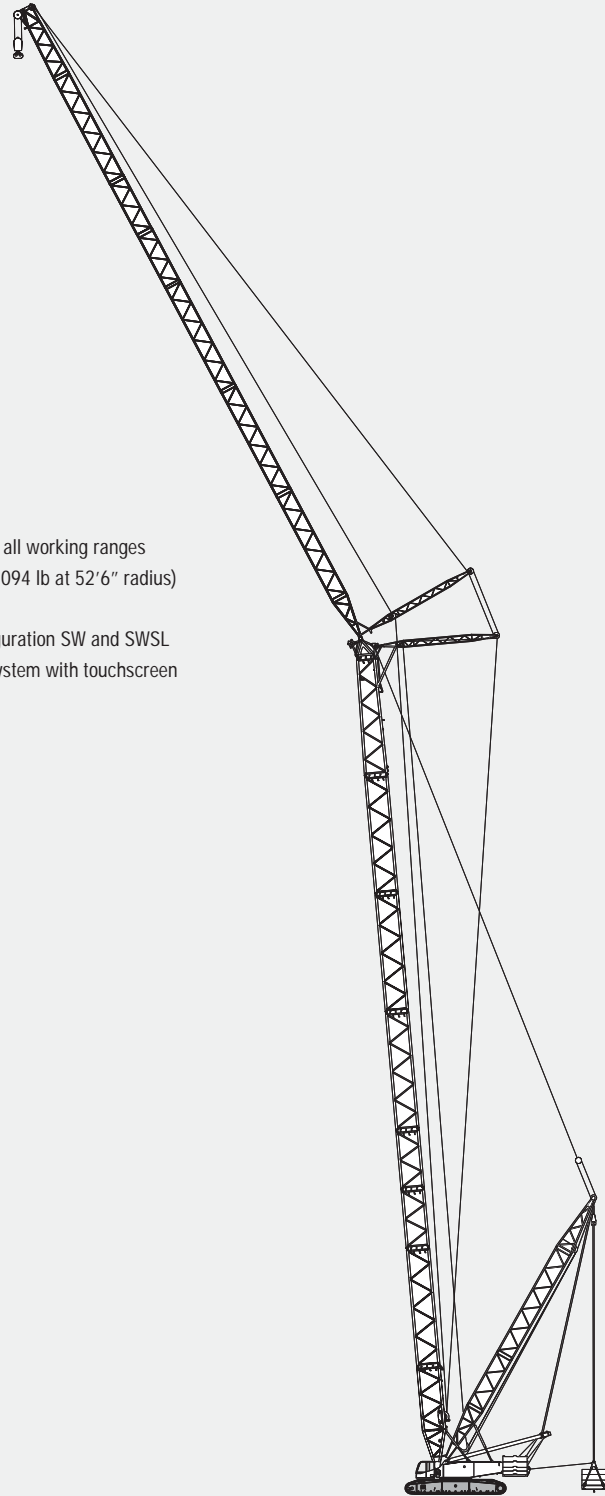 all working ranges
094 lb at 52'6" radius)
uration SW and SWSL
ystem with touchscreen